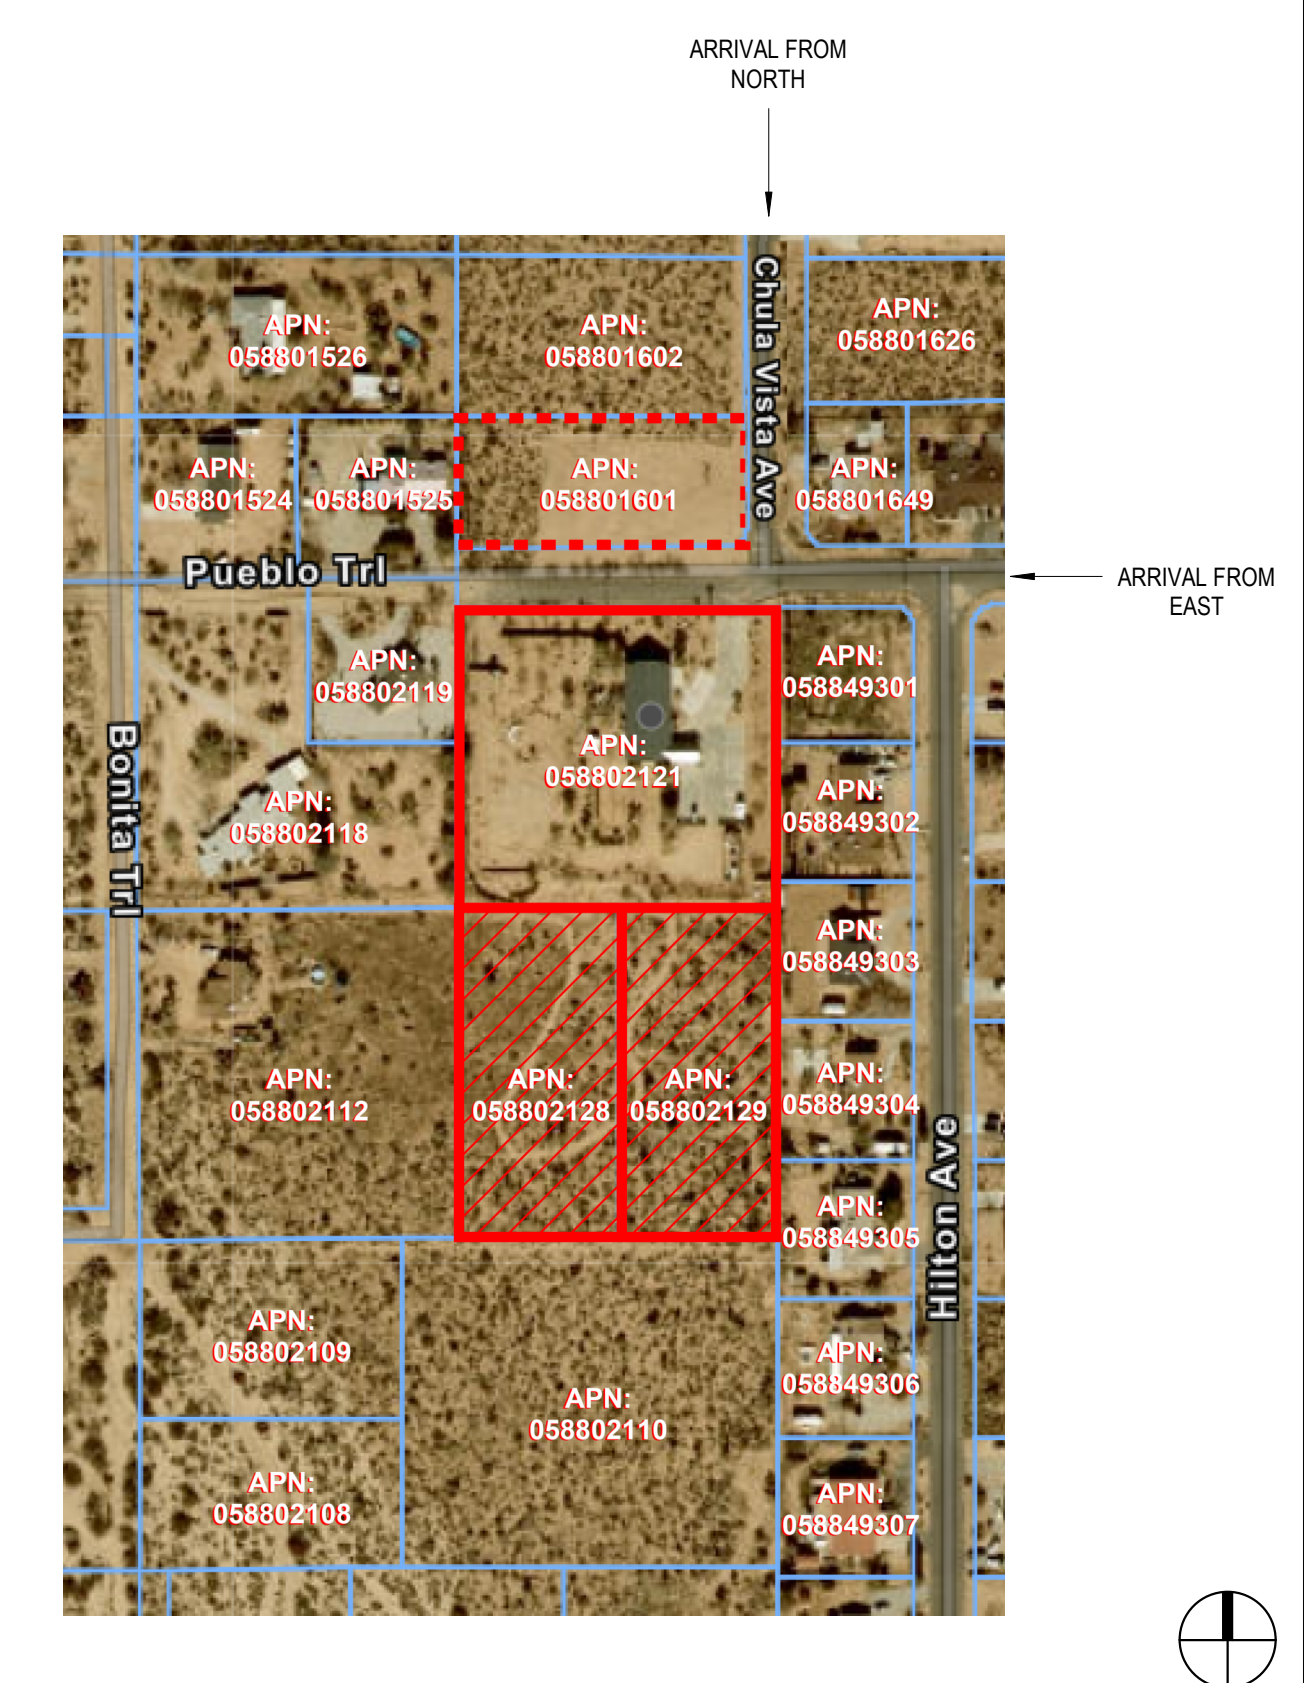 ARRIVAL FROM
NORTH
Chula Vista Ave
APN:
058801526
APN:
058801602
APN:
058801626
APN:
058801524
APN:
058801525
APN:
058801601
APN:
058801649
Pueblo Trl
ARRIVAL FROM
EAST
APN:
058802119
APN:
058849301
APN:
058802121
APN:
058849302
Bonita Trl
APN:
058802118
APN:
058849303
APN:
058802112
APN:
058802128
APN:
058802129
APN:
058849304
Hilton Ave
APN:
058849305
APN:
058802109
APN:
058849306
APN:
058802110
APN:
058802108
APN:
058849307